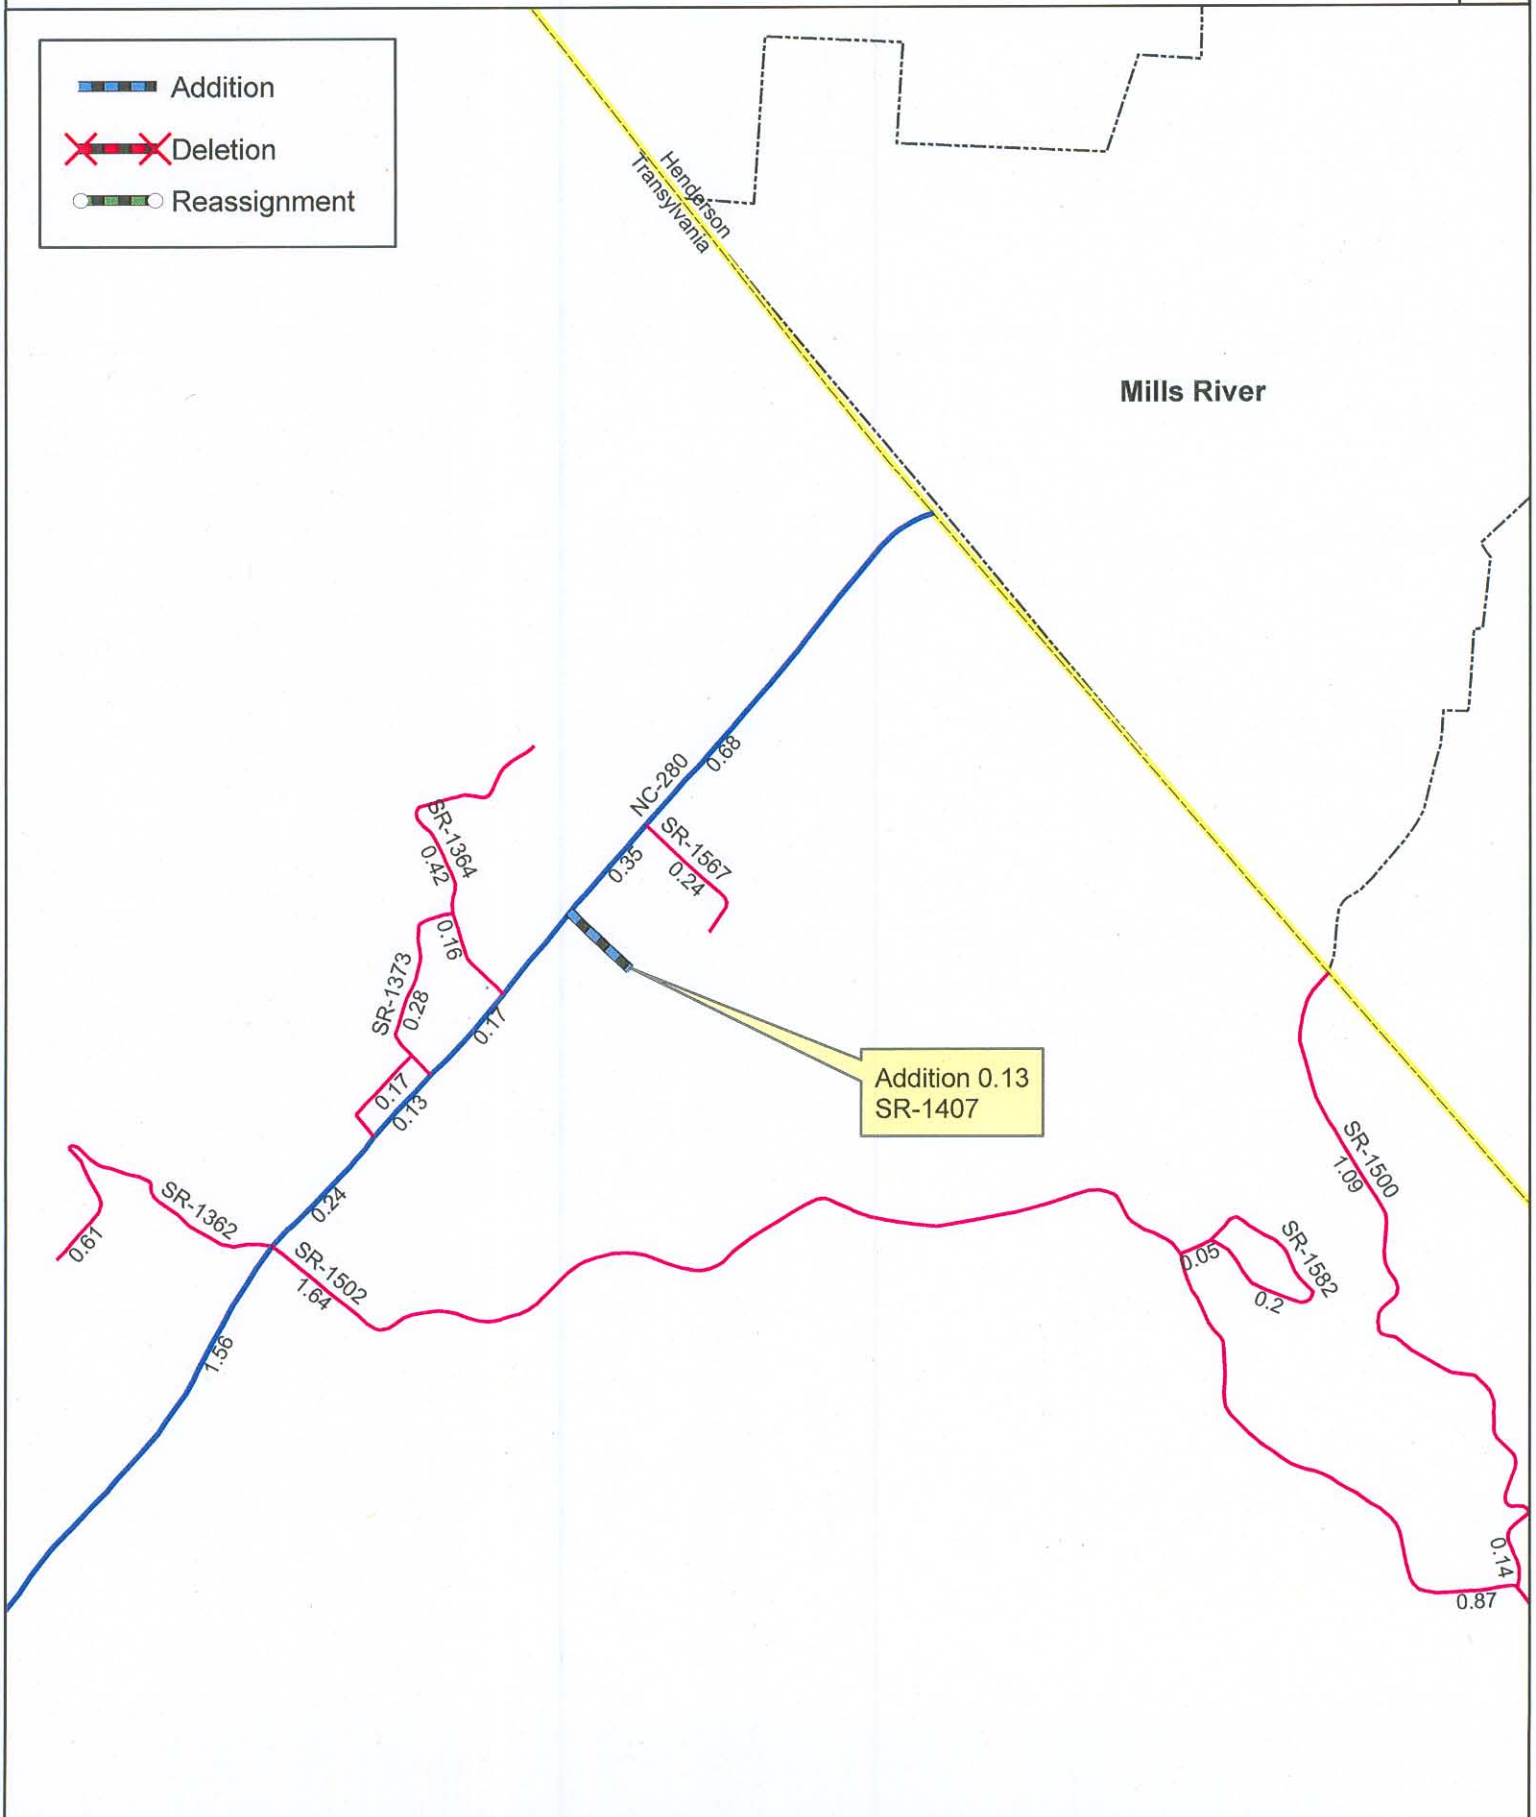 Addition
Deletion
Reassignment
Henderson
Transylvania
Mills River
NC-280
0.68
SR-1567
0.24
0.35
SR-1364
0.42
0.16
SR-1373
0.28
0.17
0.17
0.13
Addition 0.13
SR-1407
SR-1500
1.09
SR-1362
0.61
0.24
SR-1502
1.64
1.56
0.05
SR-1582
0.2
0.14
0.87